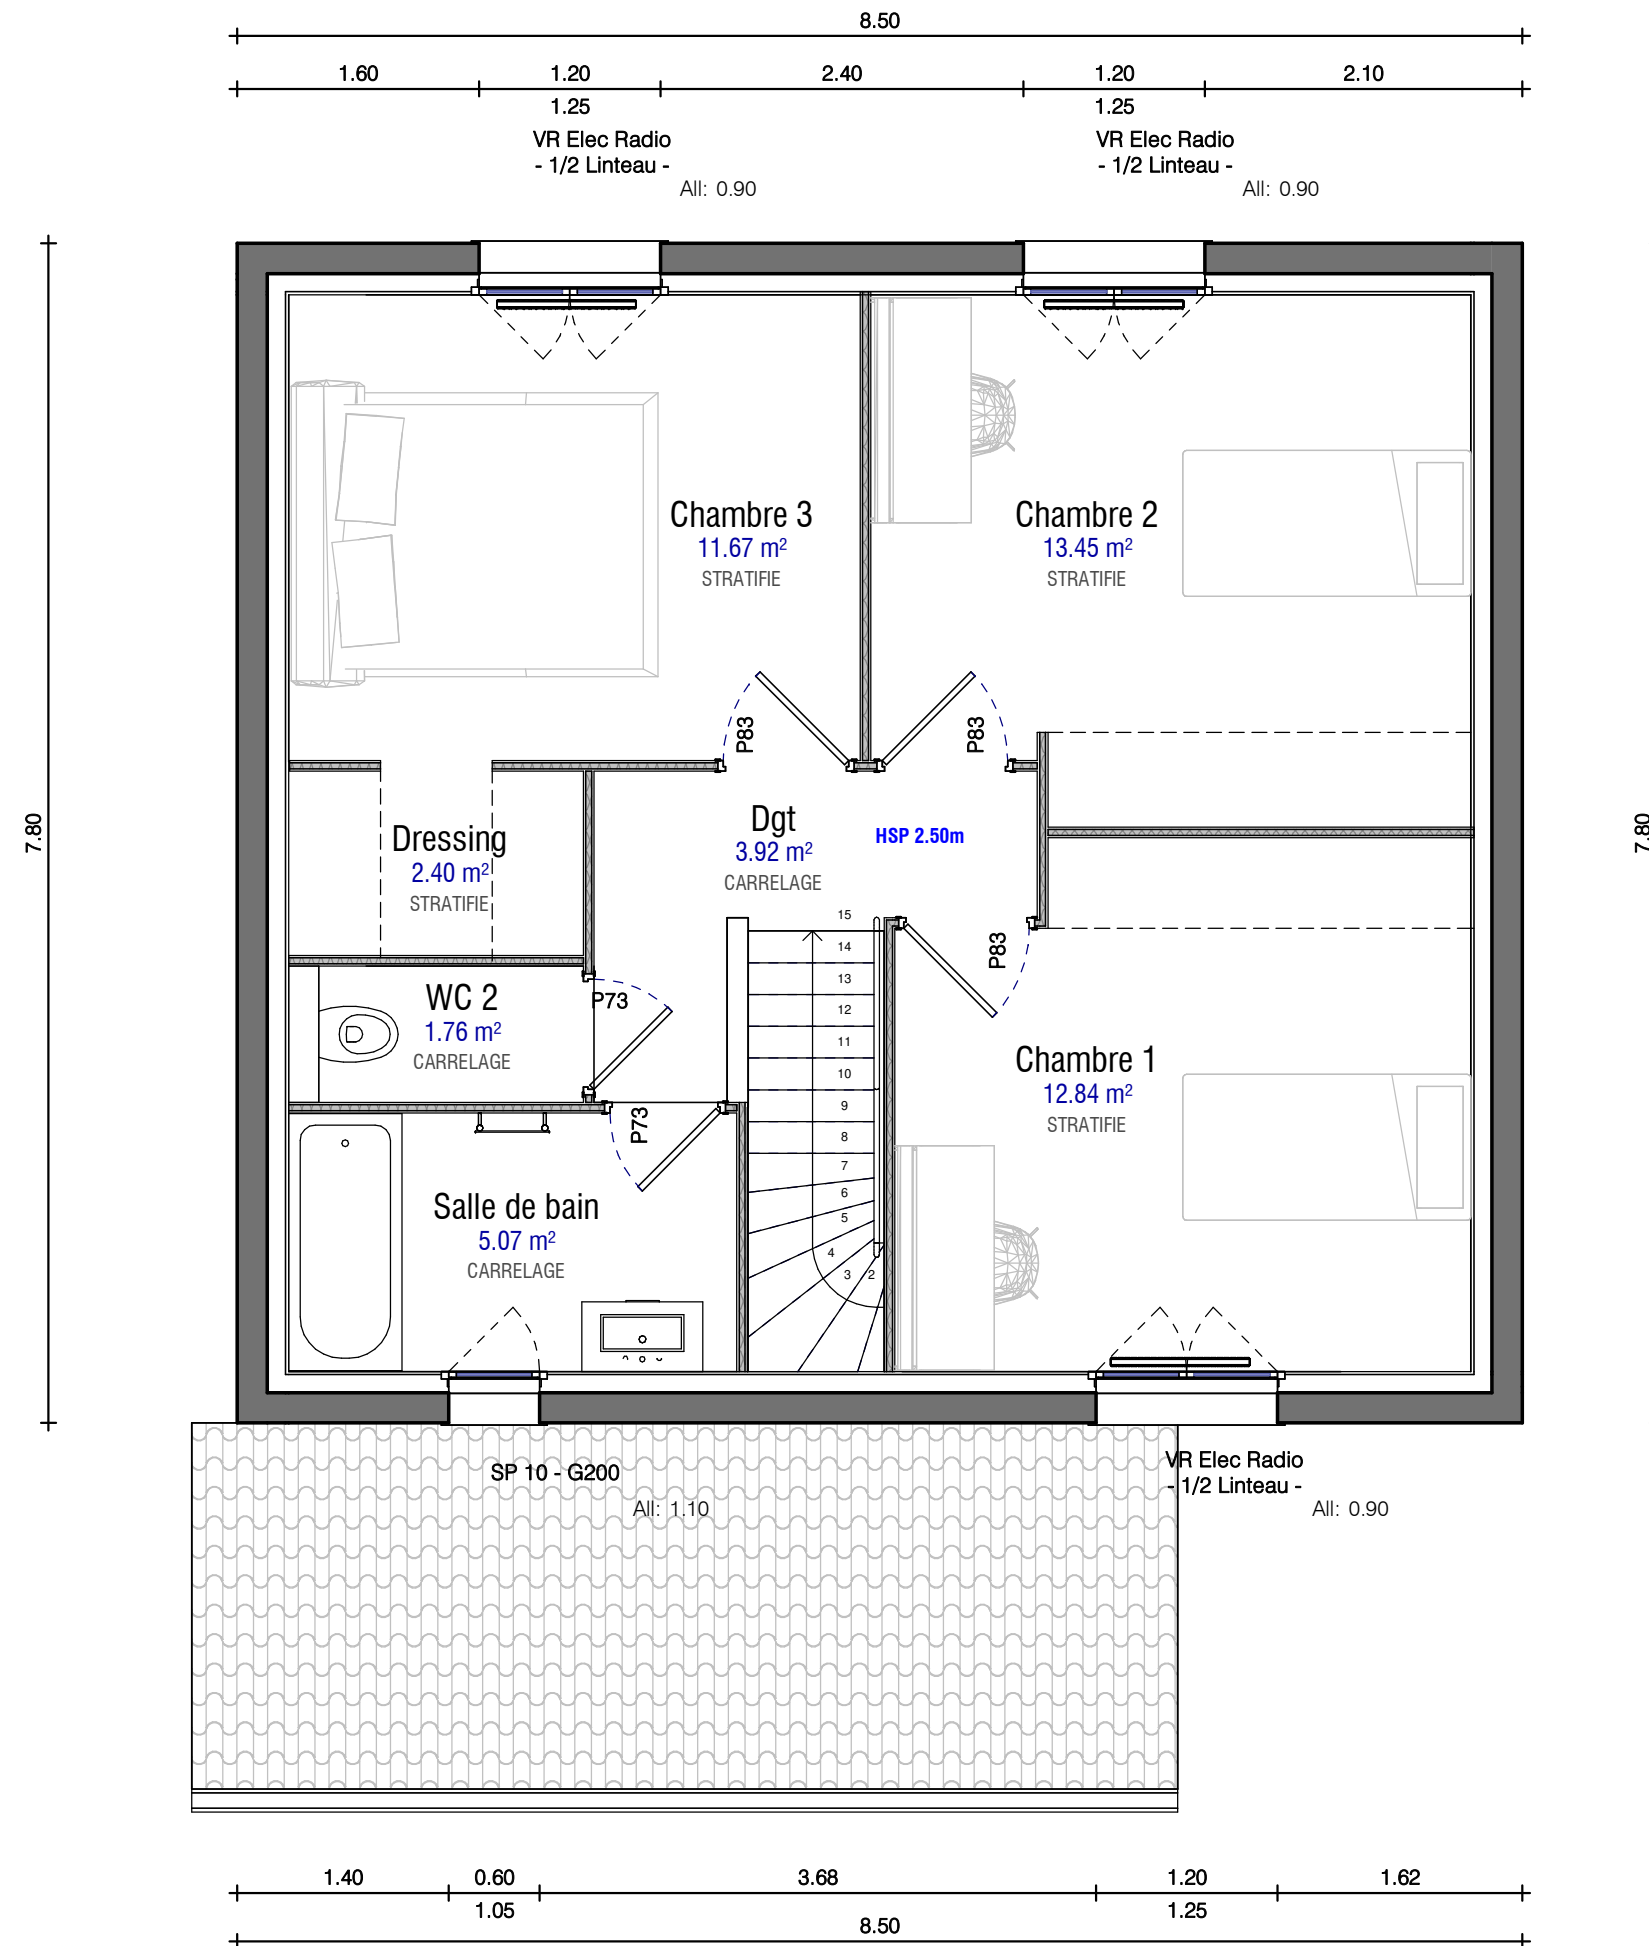 8.50
1.60 1.20 2.40 1.20 2.10
1.25 1.25
VR Elec Radio
- 1/2 Linteau -
All: 0.90
VR Elec Radio
- 1/2 Linteau -
All: 0.90
7.80
7.80
Chambre 3
11.67 m²
STRATIFIE
Chambre 2
13.45 m²
STRATIFIE
P83
P83
Dressing
2.40 m²
STRATIFIE
Dgt
3.92 m²
CARRELAGE
HSP 2.50m
P83
WC 2
1.76 m²
CARRELAGE
P73
P73
15
14
13
12
11
10
9
8
7
6
5
4
3 2
Chambre 1
12.84 m²
STRATIFIE
Salle de bain
5.07 m²
CARRELAGE
SP 10 - G200
All: 1.10
VR Elec Radio
- 1/2 Linteau -
All: 0.90
1.40 0.60 3.68 1.20 1.62
1.05 1.25
8.50